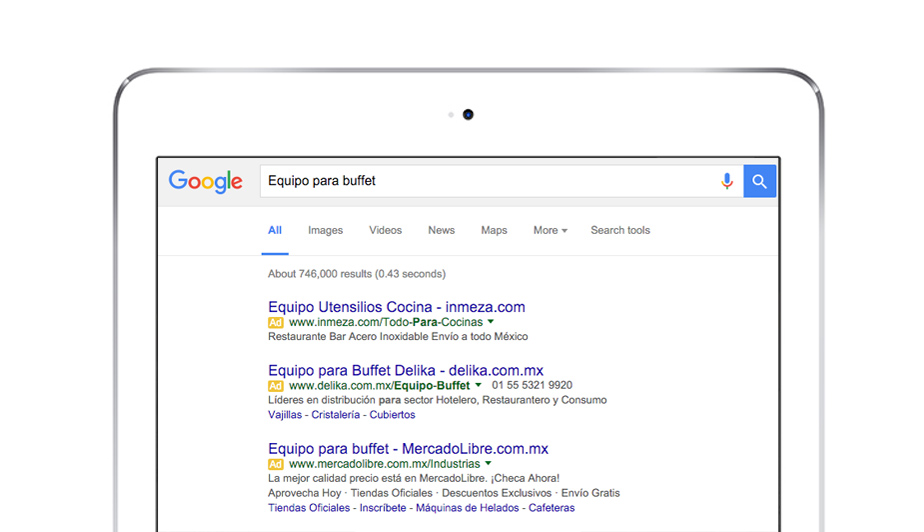 Google Equipo para buffet
All Images Videos News Maps More Search tools
About 746,000 results (0.43 seconds)
Equipo Utensilios Cocina - inmeza.com
Ad www.inmeza.com/Todo-Para-Cocinas
Restaurante Bar Acero Inoxidable Envío a todo México
Equipo para Buffet Delika - delika.com.mx
Ad www.delika.com.mx/Equipo-Buffet 01 55 5321 9920
Líderes en distribución para sector Hotelero, Restaurantero y Consumo
Vajillas - Cristalería - Cubiertos
Equipo para buffet - MercadoLibre.com.mx
Ad www.mercadolibre.com.mx/Industrias
La mejor calidad precio está en MercadoLibre. ¡Checa Ahora!
Aprovecha Hoy · Tiendas Oficiales · Descuentos Exclusivos · Envío Gratis
Tiendas Oficiales - Inscríbete - Máquinas de Helados - Cafeteras